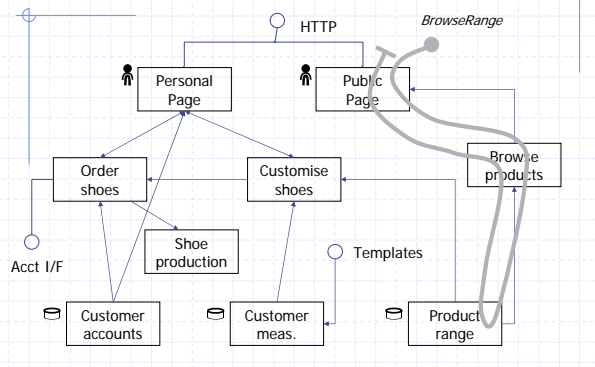 BrowseRange
HTTP
Personal
Page
Public
Page
Order
shoes
Customise
shoes
Browse
products
Shoe
production
Acct I/F
Templates
Customer
accounts
Customer
meas.
Product
range